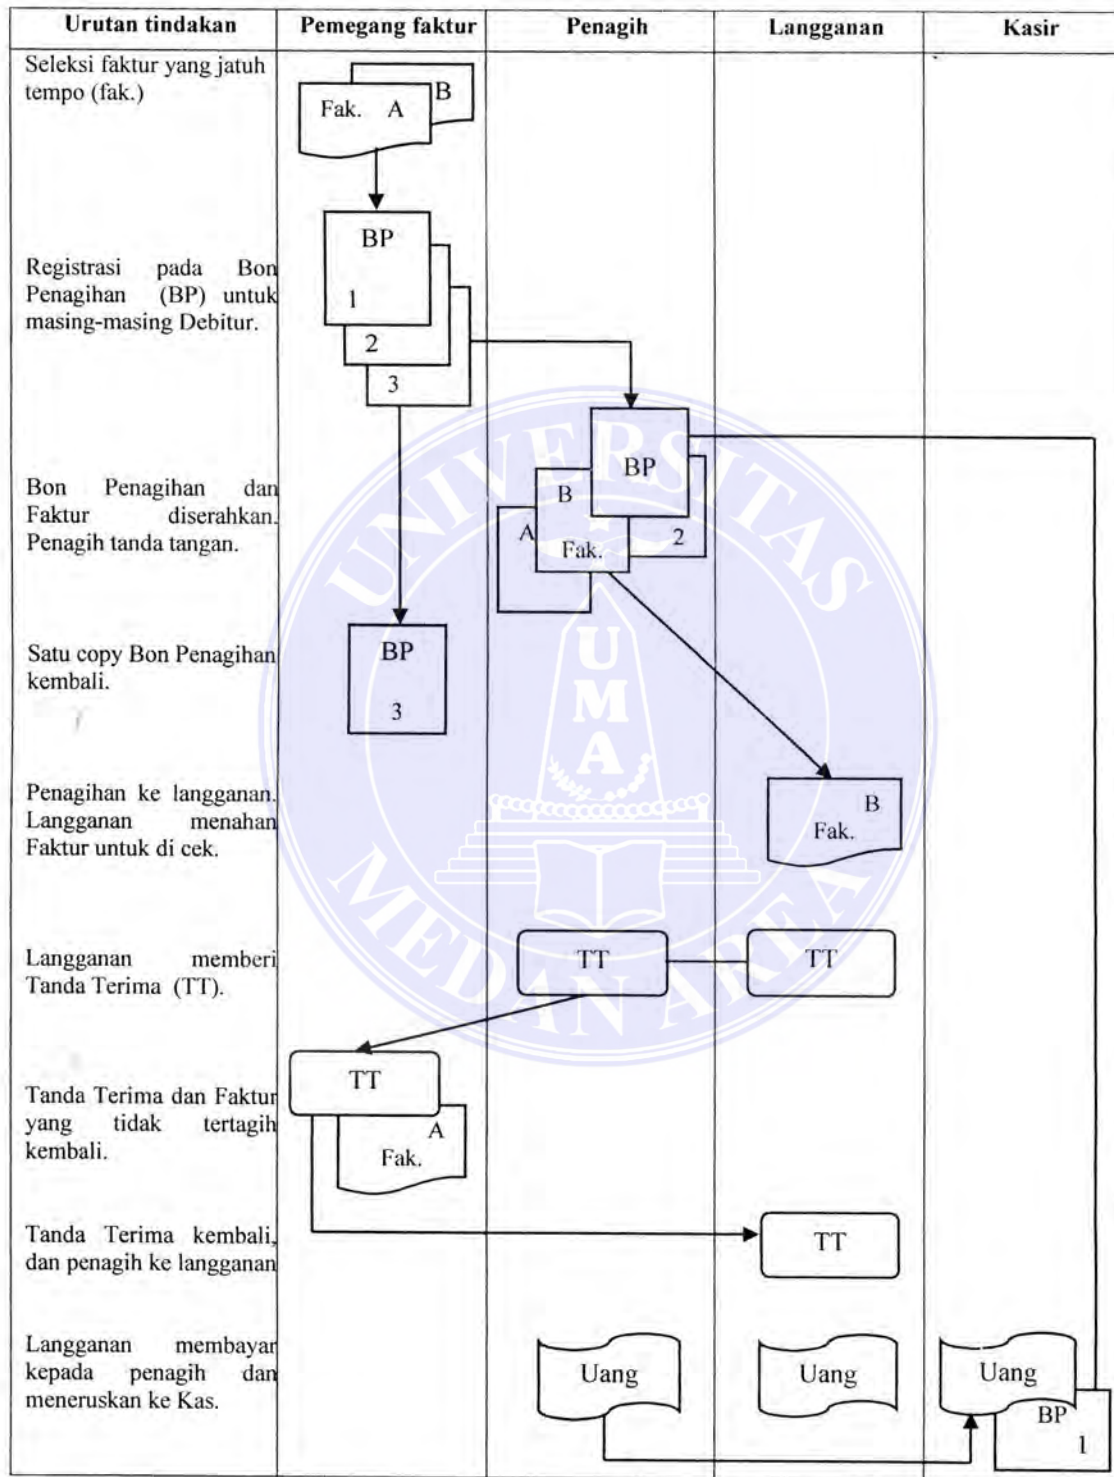 Urutan tindakan
Pemegang faktur
Penagih
Langganan
Kasir
Seleksi faktur yang jatuh
tempo (fak.)
B
Fak. A
BP
1
2
3
Registrasi pada Bon
Penagihan (BP) untuk
masing-masing Debitur.
BP
2
B
Fak.
A
Bon Penagihan dan
Faktur diserahkan.
Penagih tanda tangan.
Satu copy Bon Penagihan
kembali.
BP
3
Penagihan ke langganan.
Langganan menahan
Faktur untuk di cek.
B
Fak.
Langganan memberi
Tanda Terima (TT).
TT
TT
Tanda Terima dan Faktur
yang tidak tertagih
kembali.
TT
A
Fak.
Tanda Terima kembali,
dan penagih ke langganan
TT
Langganan membayar
kepada penagih dan
meneruskan ke Kas.
Uang
Uang
Uang
BP
1
UNIVERSITAS
MEDAN AREA
UMA